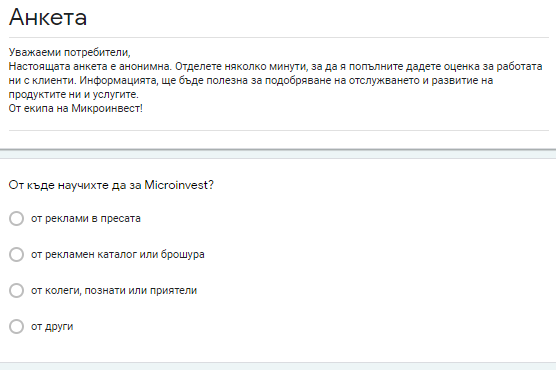 Анкета
Уважаеми потребители,
Настоящата анкета е анонимна. Отделете няколко минути, за да я попълните дадете оценка за работата
ни с клиенти. Информацията, ще бъде полезна за подобряване на отслужването и развитие на
продуктите ни и услугите.
От екипа на Микроинвест!
От къде научихте да за Microinvest?
от реклами в пресата
от рекламен каталог или брошура
от колеги, познати или приятели
от други